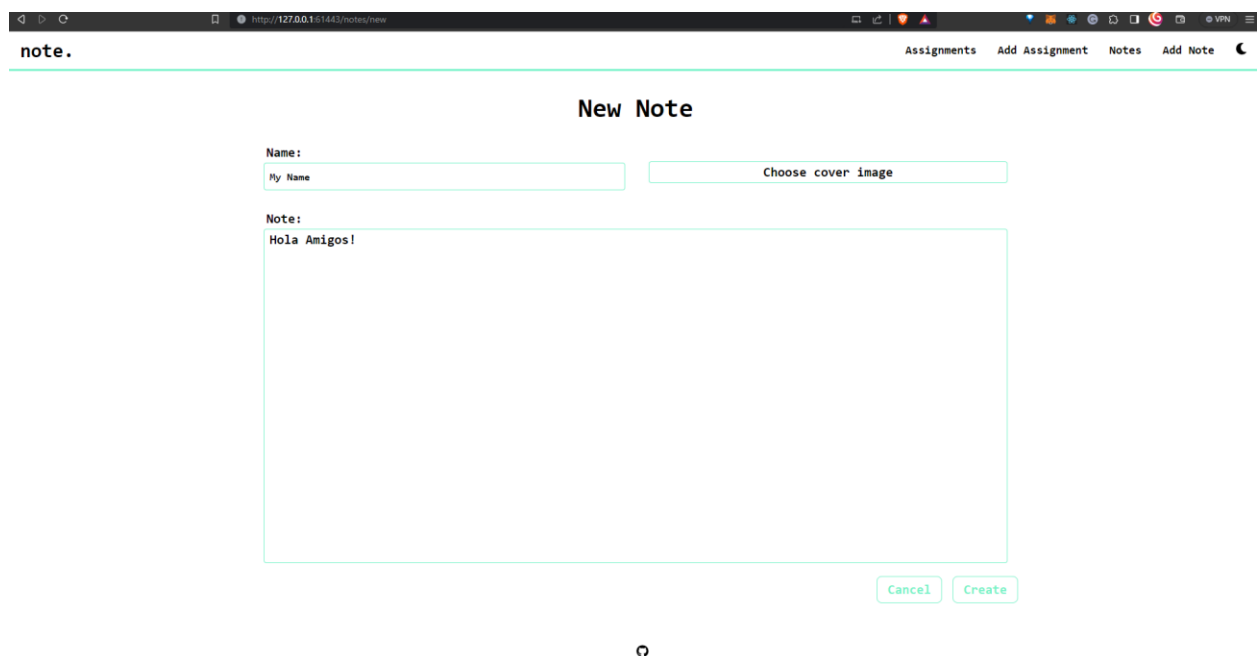 http://127.0.0.1:61443/notes/new
VPN
note.
Assignments Add Assignment Notes Add Note
New Note
Name:
My Name
Choose cover image
Note:
Hola Amigos!
Cancel Create